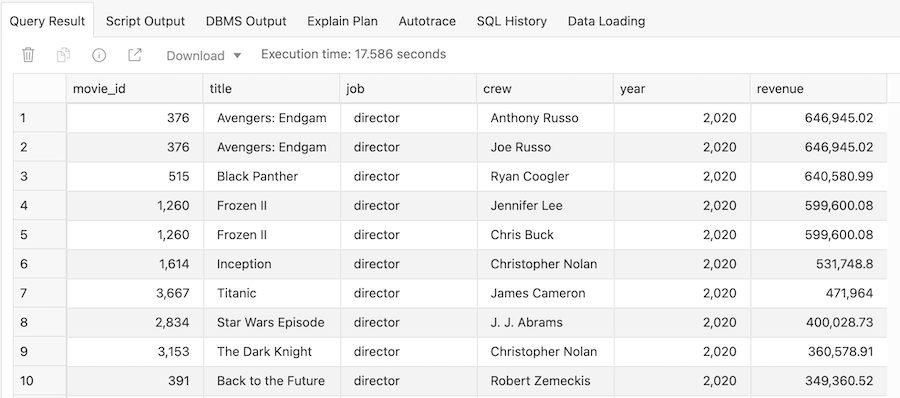 Query Result Script Output DBMS Output Explain Plan Autotrace SQL History Data Loading
Download Execution time: 17.586 seconds
movie_id title job crew year revenue
1 376 Avengers: Endgam director Anthony Russo 2,020 646,945.02
2 376 Avengers: Endgam director Joe Russo 2,020 646,945.02
3 515 Black Panther director Ryan Coogler 2,020 640,580.99
4 1,260 Frozen II director Jennifer Lee 2,020 599,600.08
5 1,260 Frozen II director Chris Buck 2,020 599,600.08
6 1,614 Inception director Christopher Nolan 2,020 531,748.8
7 3,667 Titanic director James Cameron 2,020 471,964
8 2,834 Star Wars Episode director J. J. Abrams 2,020 400,028.73
9 3,153 The Dark Knight director Christopher Nolan 2,020 360,578.91
10 391 Back to the Future director Robert Zemeckis 2,020 349,360.52